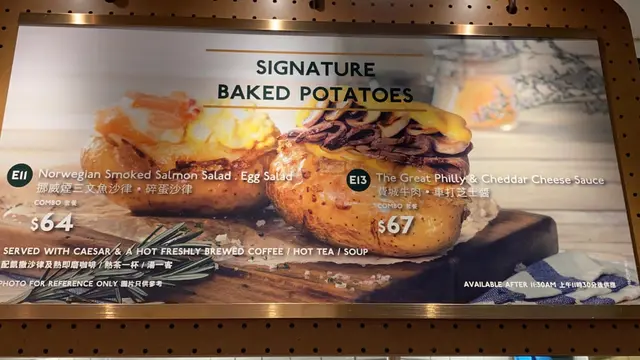 SIGNATURE
BAKED POTATOES
E11 Norwegian Smoked Salmon Salad . Egg Salad
挪威煙三文魚沙律・碎蛋沙律
COMBO 套餐
$64
E13 The Great Philly & Cheddar Cheese Sauce
費城牛肉・車打芝士醬
COMBO 套餐
$67
SERVED WITH CAESAR & A HOT FRESHLY BREWED COFFEE / HOT TEA / SOUP
配凱撒沙律及熱即磨咖啡 / 熱茶一杯 / 湯一客
PHOTO FOR REFERENCE ONLY 圖片只供參考
AVAILABLE AFTER 11:30AM 上午11時30分後供應